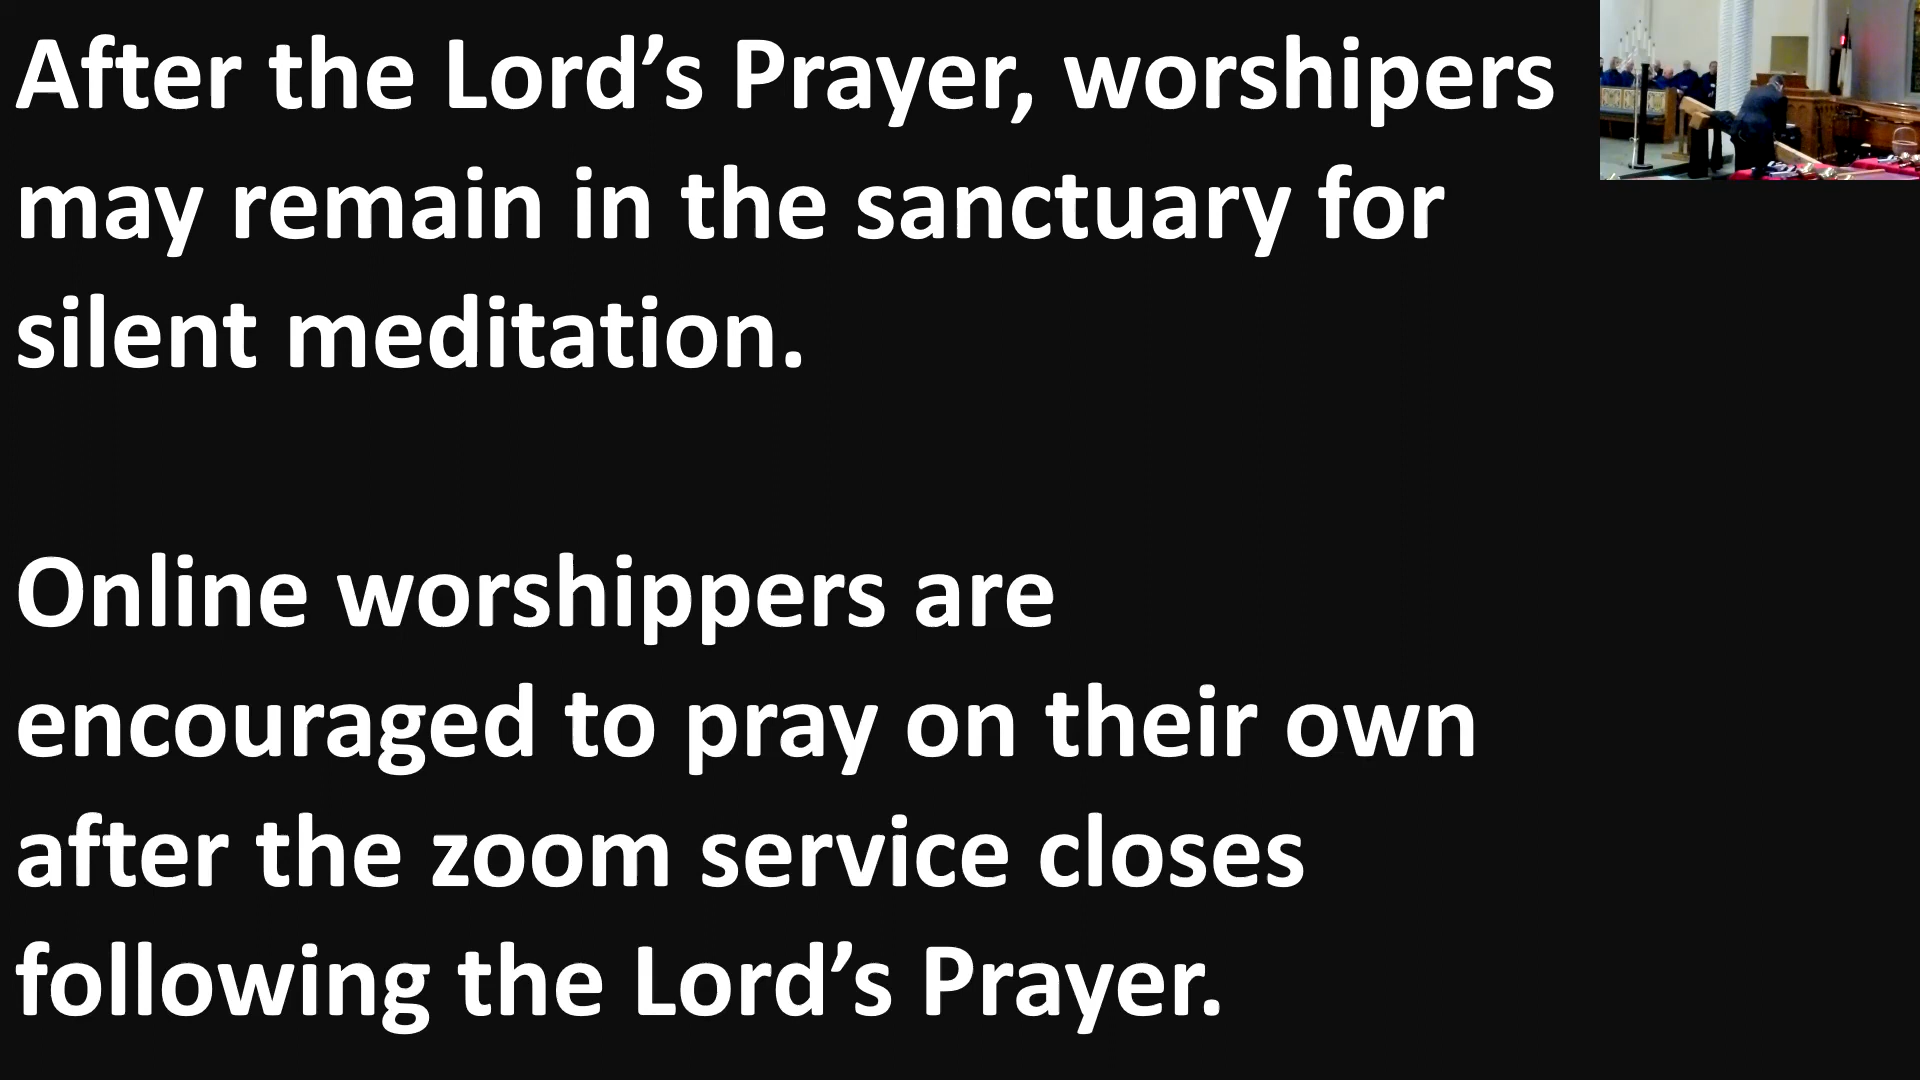 After the Lord’s Prayer, worshipers
may remain in the sanctuary for
silent meditation.
Online worshippers are
encouraged to pray on their own
after the zoom service closes
following the Lord’s Prayer.